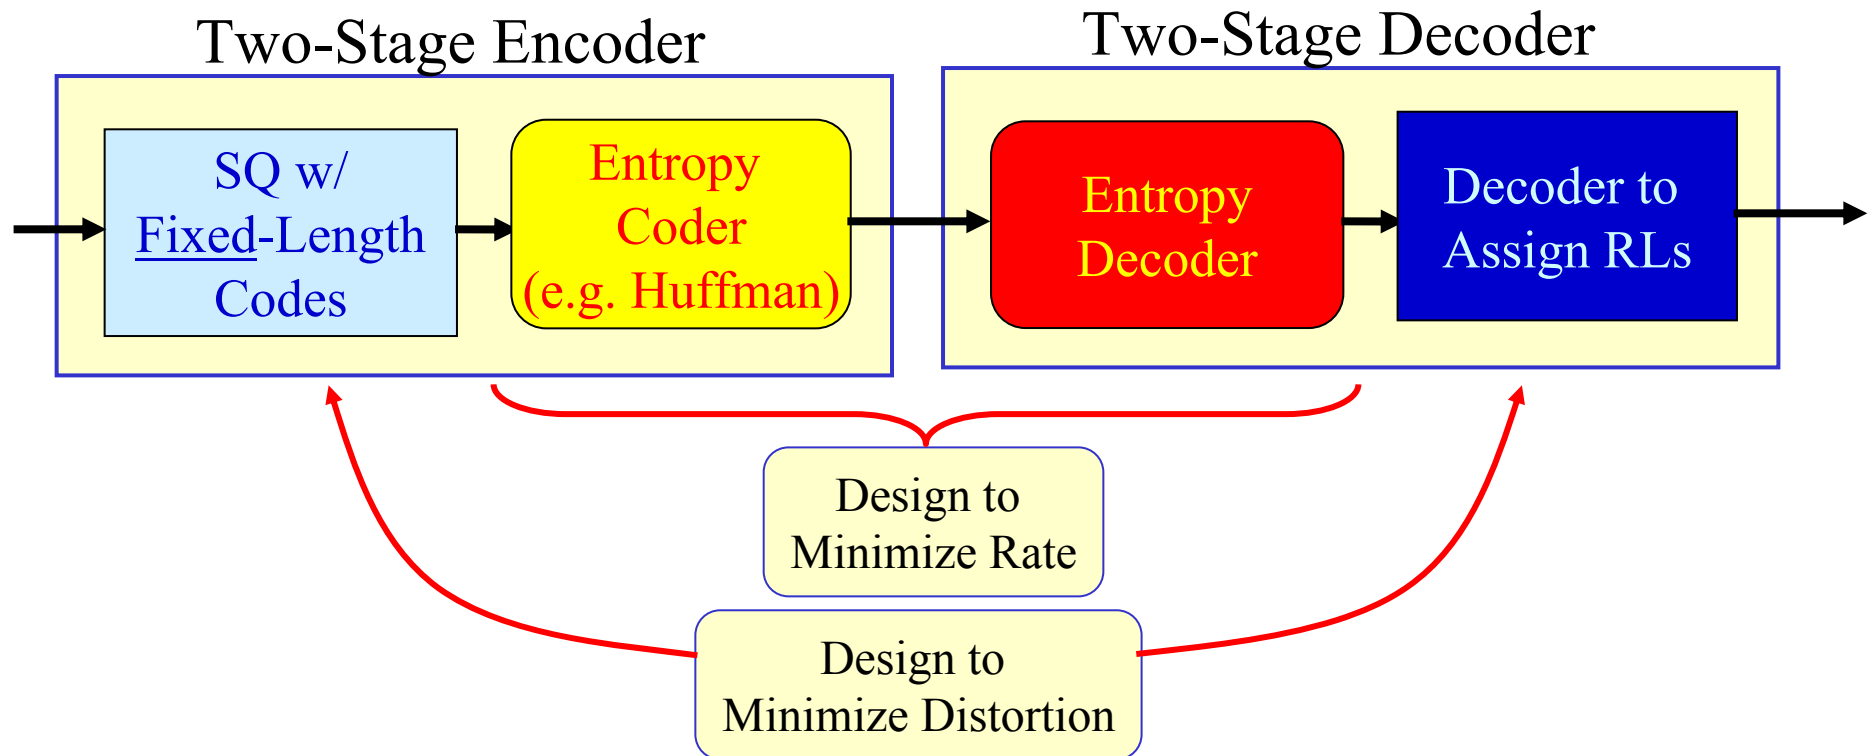 Two-Stage Encoder
Two-Stage Decoder
SQ w/
Fixed-Length
Codes
Entropy
Coder
(e.g. Huffman)
Entropy
Decoder
Decoder to
Assign RLs
Design to
Minimize Rate
Design to
Minimize Distortion